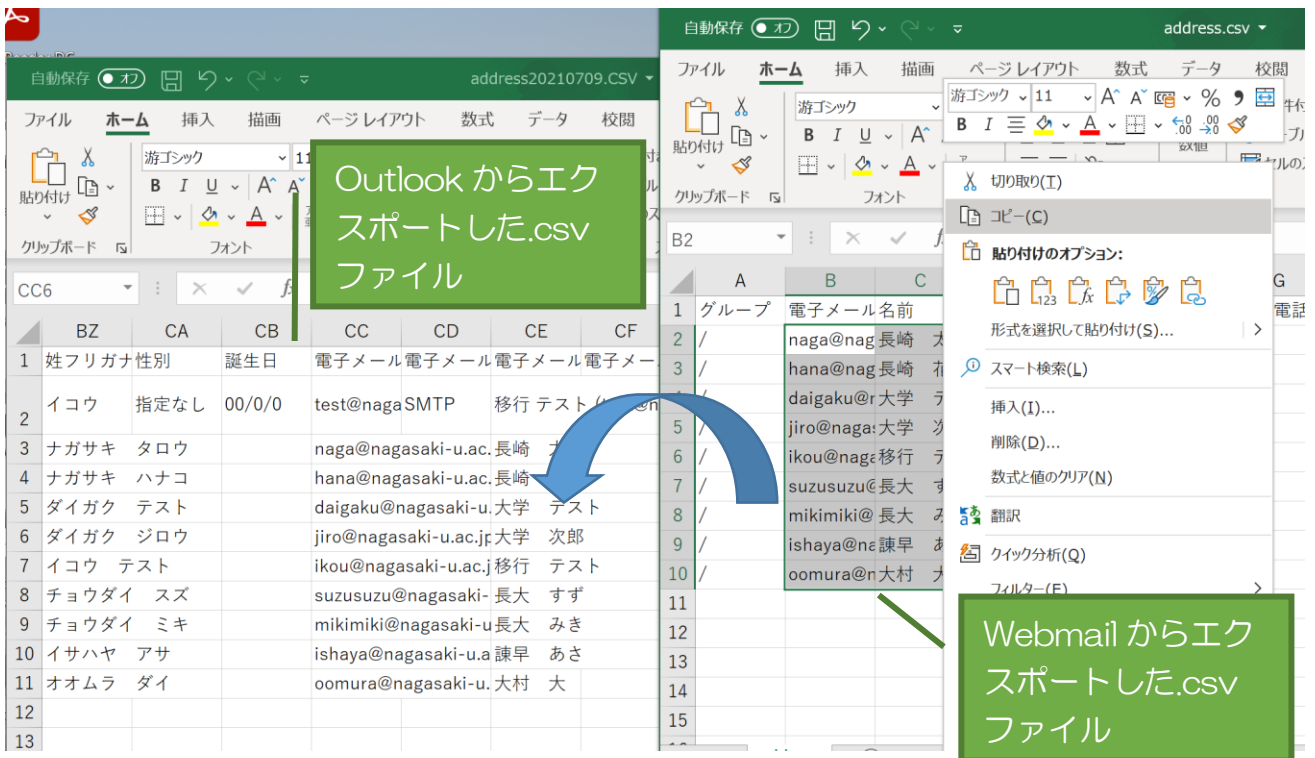 自動保存 オフ address20210709.CSV
ファイル ホーム 挿入 描画 ページ レイアウト 数式 データ 校閲
游ゴシック
貼り付け B I U A A
クリップボード フォント
CC6
BZ CA CB CC CD CE CF
1 姓フリガナ 性別 誕生日 電子メール 電子メール 電子メール 電子メー
2 イコウ 指定なし 00/0/0 test@naga SMTP 移行 テスト
3 ナガサキ タロウ naga@nagasaki-u.ac. 長崎
4 ナガサキ ハナコ hana@nagasaki-u.ac. 長崎
5 ダイガク テスト daigaku@nagasaki-u. 大学 テスト
6 ダイガク ジロウ jiro@nagasaki-u.ac.jp 大学 次郎
7 イコウ テスト ikou@nagasaki-u.ac.j 移行 テスト
8 チョウダイ スズ suzusuzu@nagasaki- 長大 すず
9 チョウダイ ミキ mikimiki@nagasaki-u 長大 みき
10 イサハヤ アサ ishaya@nagasaki-u.a 諫早 あさ
11 オオムラ ダイ oomura@nagasaki-u. 大村 大
12
13
Outlook からエク
スポートした.csv
ファイル
自動保存 オフ address.csv
ファイル ホーム 挿入 描画 ページ レイアウト 数式 データ 校閲
游ゴシック
貼り付け B I U A A
クリップボード フォント
游ゴシック 11 A A %
B I A
数値
B2
A B C G
1 グループ 電子メール 名前 電話
2 / naga@nag 長崎
3 / hana@nag 長崎
daigaku@r 大学
5 / jiro@naga 大学
6 / ikou@naga 移行
7 / suzusuzu@ 長大
8 / mikimiki@ 長大
9 / ishaya@na 諫早
10 / oomura@n 大村
11
12
13
14
15
切り取り(T)
コピー(C)
貼り付けのオプション:
形式を選択して貼り付け(S)...
スマート検索(L)
挿入(I)...
削除(D)...
数式と値のクリア(N)
翻訳
クイック分析(Q)
フィルター(E)
Webmail からエク
スポートした.csv
ファイル